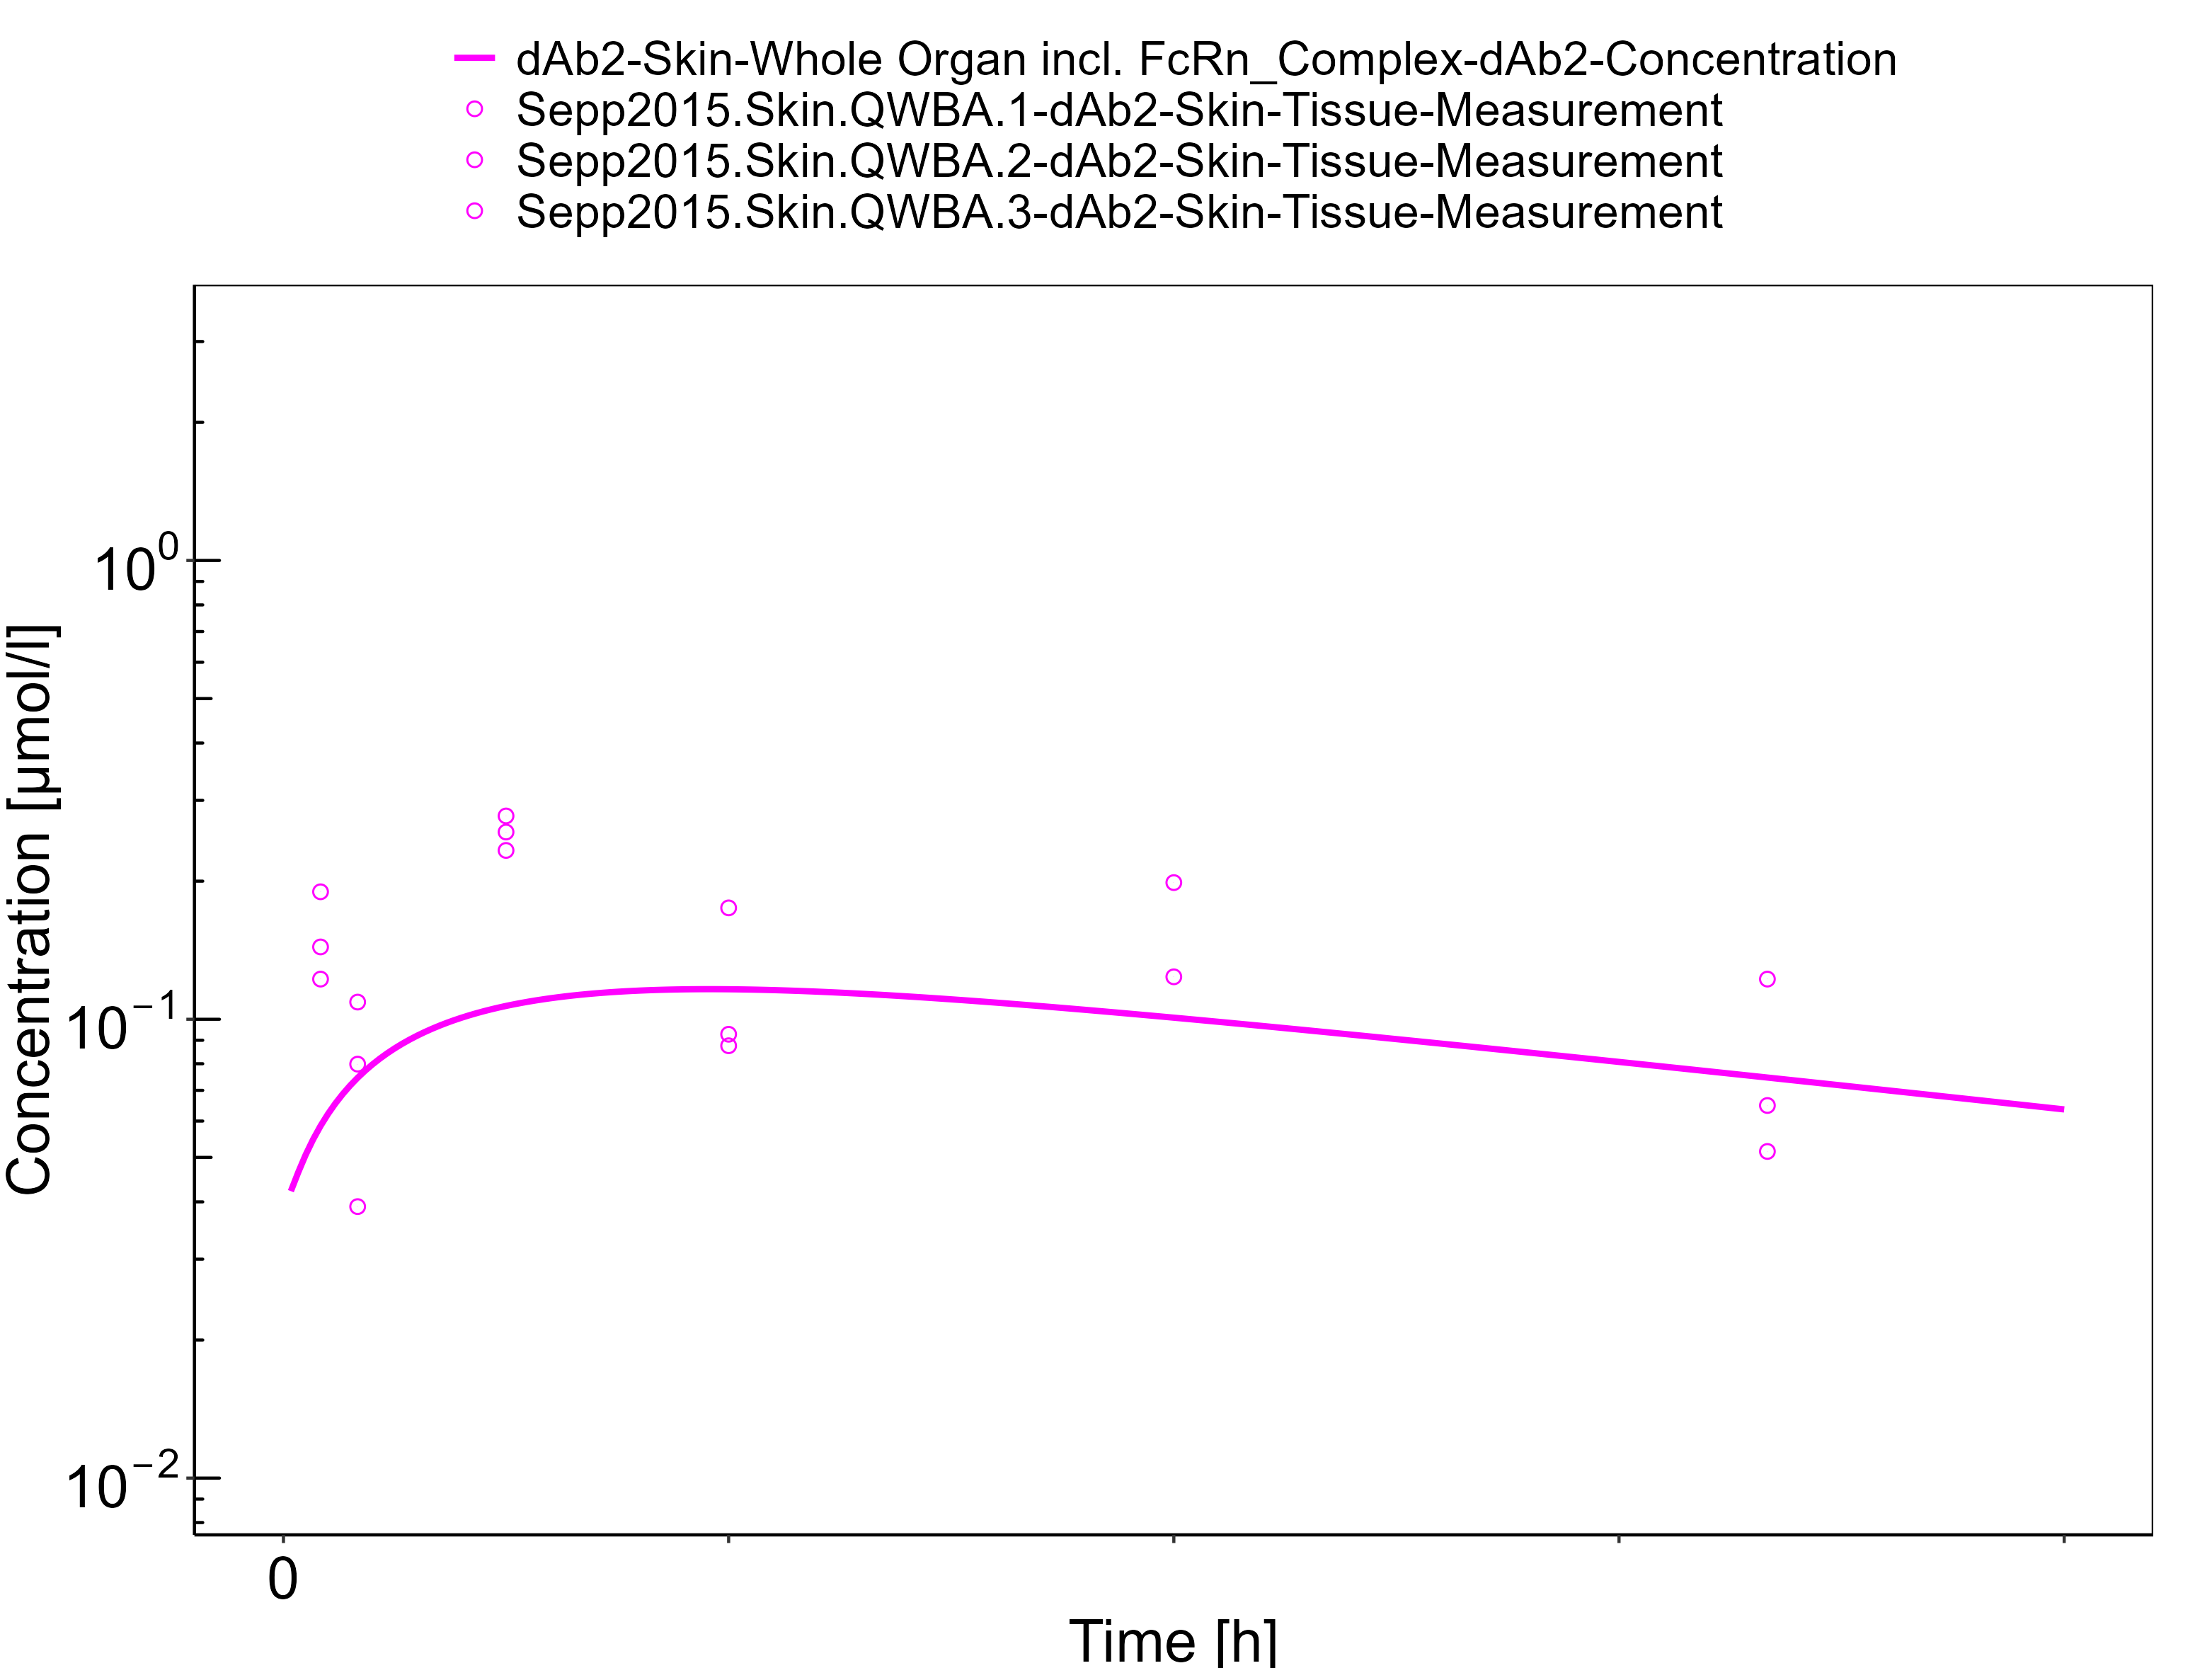 dAb2-Skin-Whole Organ incl. FcRn_Complex-dAb2-Concentration
Sepp2015.Skin.QWBA.1-dAb2-Skin-Tissue-Measurement
Sepp2015.Skin.QWBA.2-dAb2-Skin-Tissue-Measurement
Sepp2015.Skin.QWBA.3-dAb2-Skin-Tissue-Measurement
10⁰
10⁻¹
10⁻²
Concentration [µmol/l]
0
Time [h]